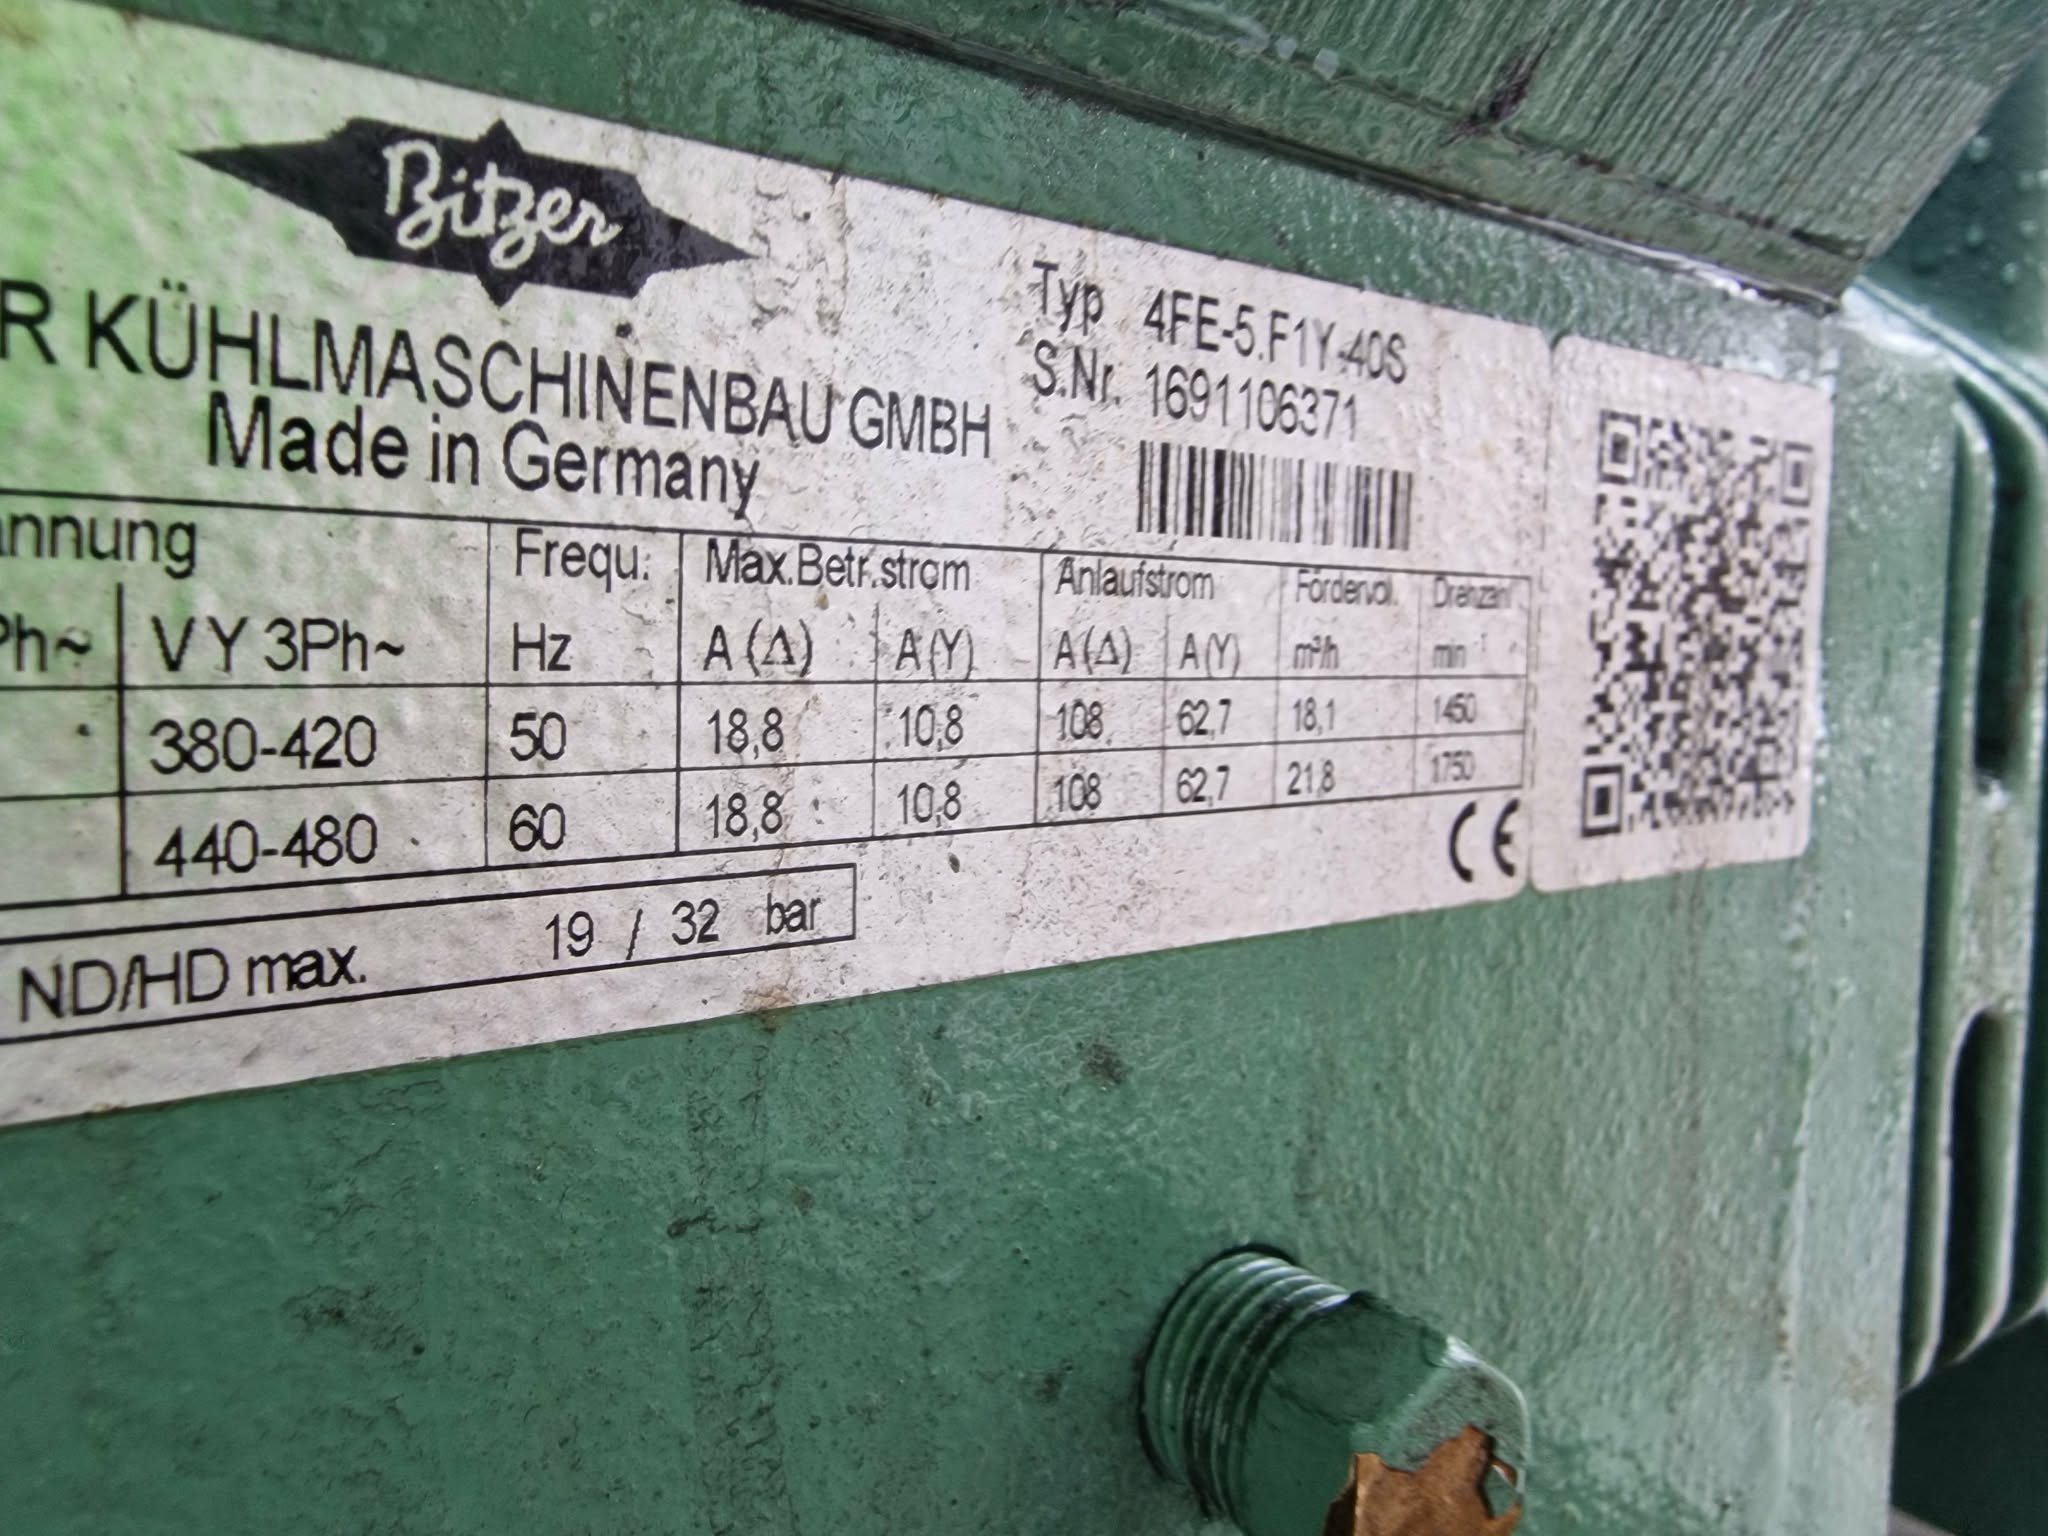 Bitzer
R KÜHLMASCHINENBAU GMBH
Made in Germany
Typ 4FE-5.F1Y-40S
S.Nr. 1691106371
annung Frequ. Max.Betr.strom Anlaufstrom Fördervol. Drehzahl
Ph~ V Y 3Ph~ Hz A (Δ) A (Y) A (Δ) A (Y) m³/h min⁻¹
380-420 50 18,8 10,8 108 62,7 18,1 1450
440-480 60 18,8 10,8 108 62,7 21,8 1750
ND/HD max. 19 / 32 bar
CE